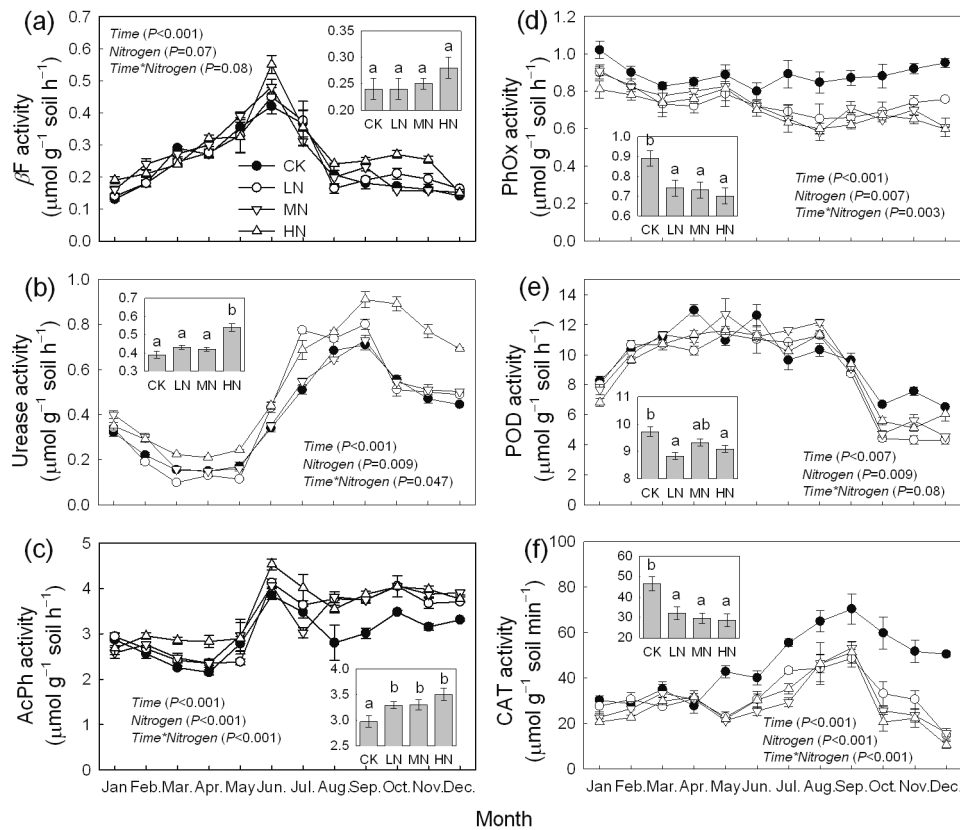 (a)
Time (P<0.001)
Nitrogen (P=0.07)
Time*Nitrogen (P=0.08)
βF activity
(μmol g⁻¹ soil h⁻¹)
0.7
0.6
0.5
0.4
0.3
0.2
0.1
0.0
0.35
0.30
0.25
0.20
a a a a
CK LN MN HN
CK
LN
MN
HN
(b)
Urease activity
(μmol g⁻¹ soil h⁻¹)
1.0
0.8
0.6
0.4
0.2
0.0
0.7
0.6
0.5
0.4
0.3
a a a b
CK LN MN HN
Time (P<0.001)
Nitrogen (P=0.009)
Time*Nitrogen (P=0.047)
(c)
AcPh activity
(μmol g⁻¹ soil h⁻¹)
5
4
3
2
1
0
Time (P<0.001)
Nitrogen (P<0.001)
Time*Nitrogen (P<0.001)
4.0
3.5
3.0
2.5
a b b b
CK LN MN HN
Jan Feb. Mar. Apr. May Jun. Jul. Aug. Sep. Oct. Nov. Dec.
(d)
PhOx activity
(μmol g⁻¹ soil h⁻¹)
1.2
1.0
0.8
0.6
0.4
0.2
0.0
1.0
0.9
0.8
0.7
0.6
b a a a
CK LN MN HN
Time (P<0.001)
Nitrogen (P=0.007)
Time*Nitrogen (P=0.003)
(e)
POD activity
(μmol g⁻¹ soil h⁻¹)
14
12
10
8
6
4
2
0
11
10
9
8
b a ab a
CK LN MN HN
Time (P<0.007)
Nitrogen (P=0.009)
Time*Nitrogen (P=0.08)
(f)
CAT activity
(μmol g⁻¹ soil min⁻¹)
100
80
60
40
20
0
60
50
40
30
20
b a a a
CK LN MN HN
Time (P<0.001)
Nitrogen (P<0.001)
Time*Nitrogen (P<0.001)
Jan Feb. Mar. Apr. May Jun. Jul. Aug. Sep. Oct. Nov. Dec.
Month